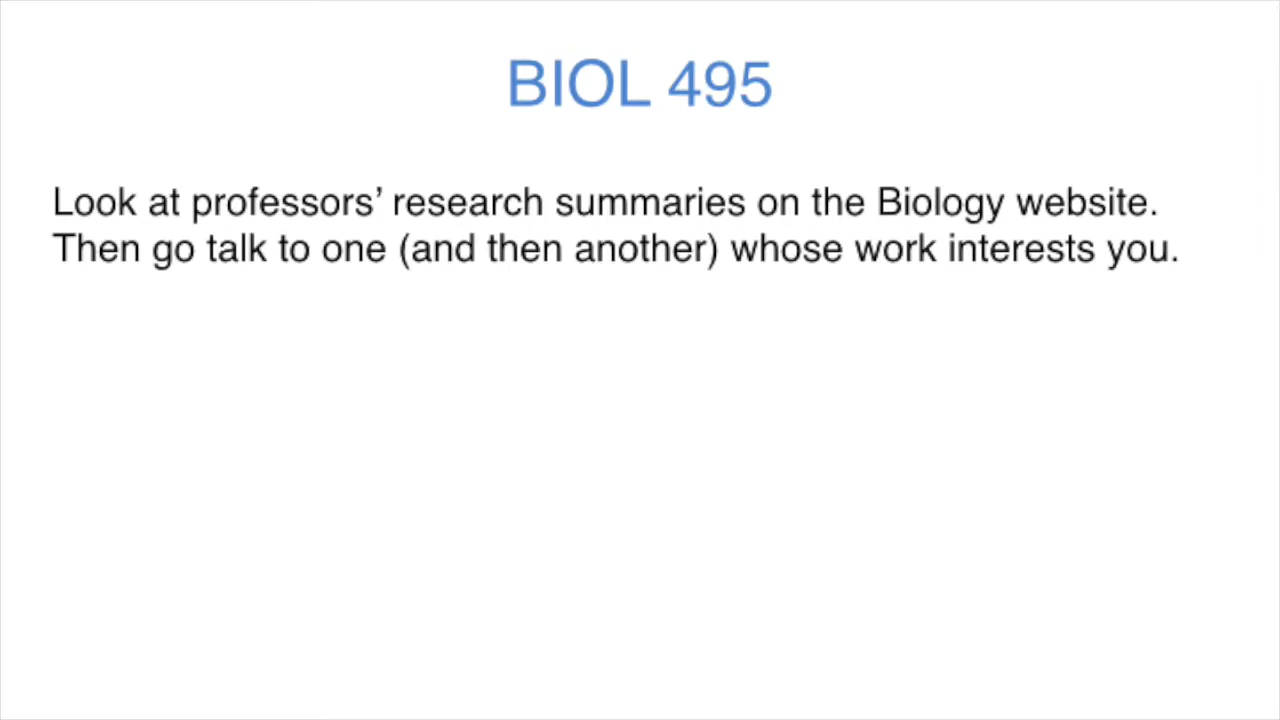 BIOL 495
Look at professors’ research summaries on the Biology website.
Then go talk to one (and then another) whose work interests you.